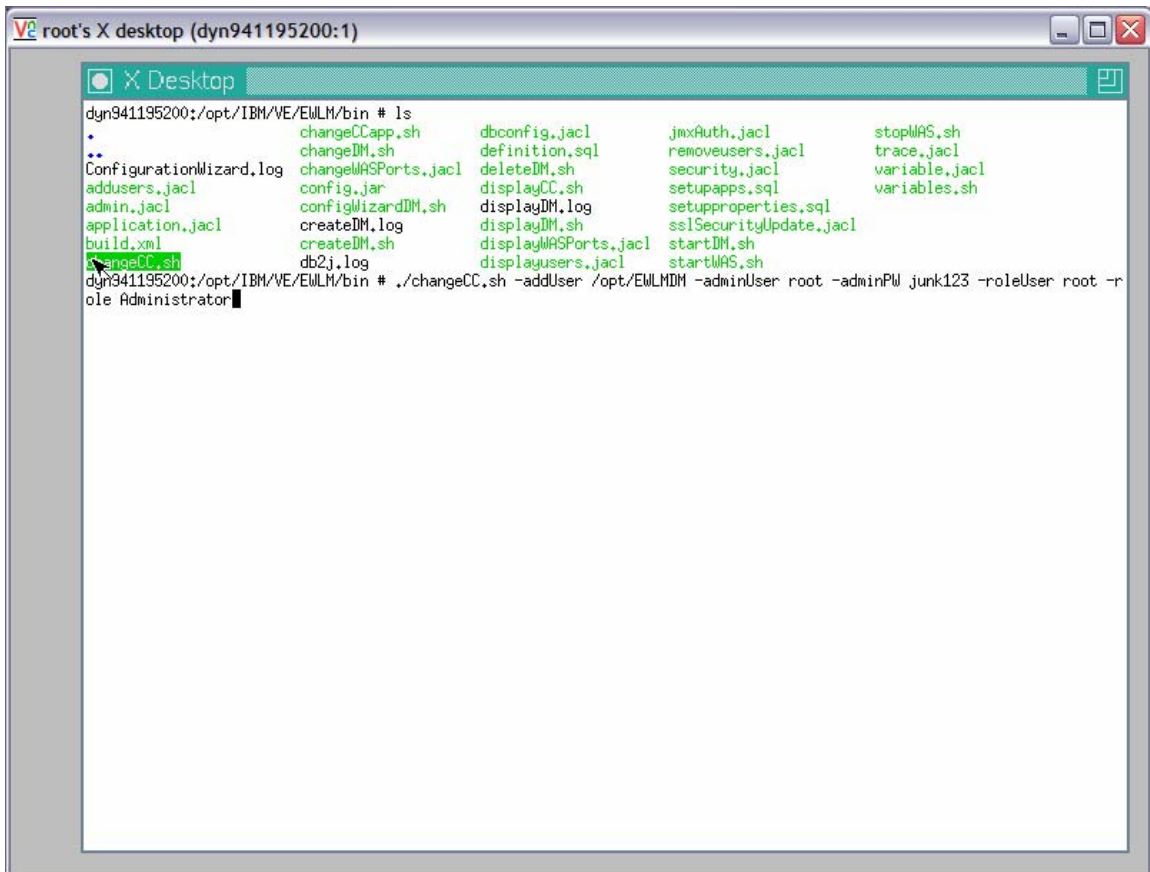 VNC root's X desktop (dyn941195200:1)
X Desktop
dyn941195200:/opt/IBM/VE/EWLM/bin # ls
. changeCCapp.sh dbconfig.jacl jmxAuth.jacl stopWAS.sh
.. changeDM.sh definition.sql removeusers.jacl trace.jacl
ConfigurationWizard.log changeWASPorts.jacl deleteDM.sh security.jacl variable.jacl
addusers.jacl config.jar displayCC.sh setupapps.sql variables.sh
admin.jacl configWizardDM.sh displayDM.log setupproperties.sql
application.jacl createDM.log displayDM.sh sslSecurityUpdate.jacl
build.xml createDM.sh displayWASPorts.jacl startDM.sh
changeCC.sh db2j.log displayusers.jacl startWAS.sh
dyn941195200:/opt/IBM/VE/EWLM/bin # ./changeCC.sh -addUser /opt/EWLMDM -adminUser root -adminPW junk123 -roleUser root -r
ole Administrator